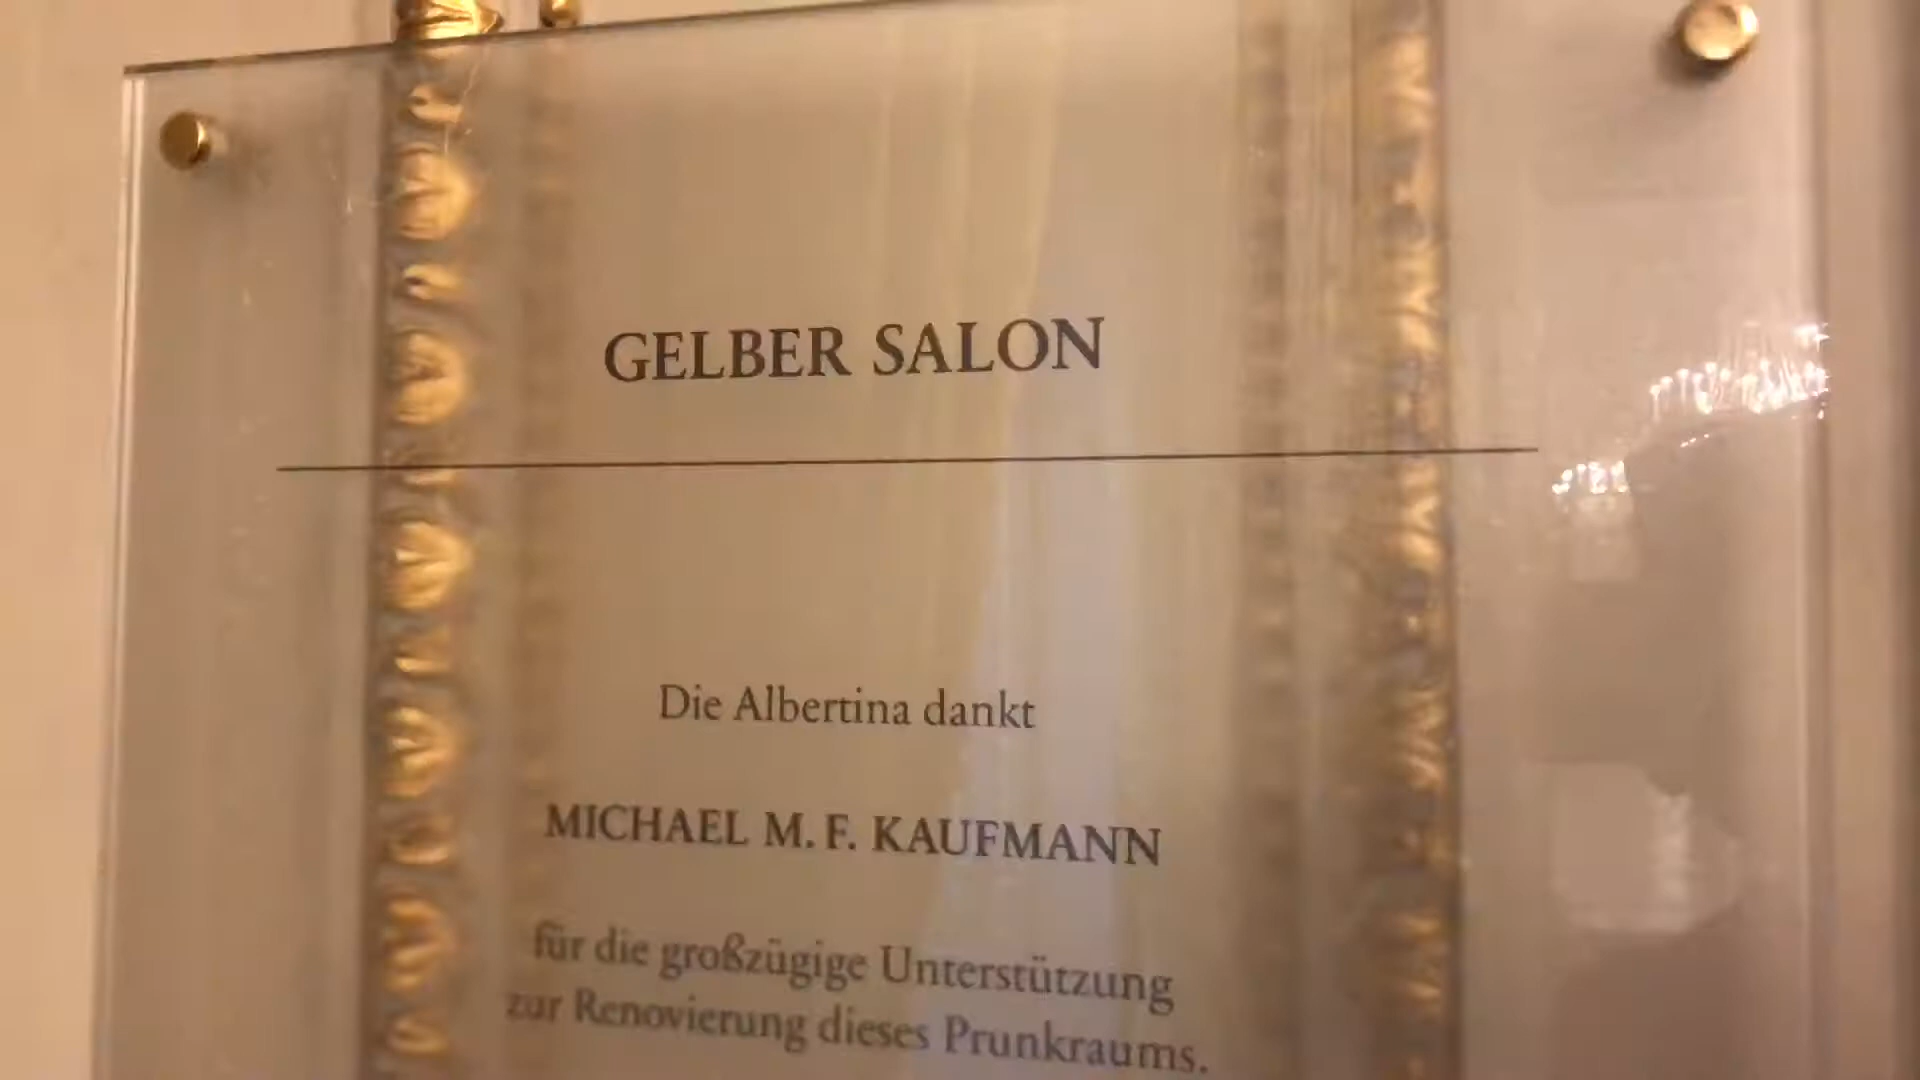 GELBER SALON
Die Albertina dankt
MICHAEL M. F. KAUFMANN
für die großzügige Unterstützung
zur Renovierung dieses Prunkraums.